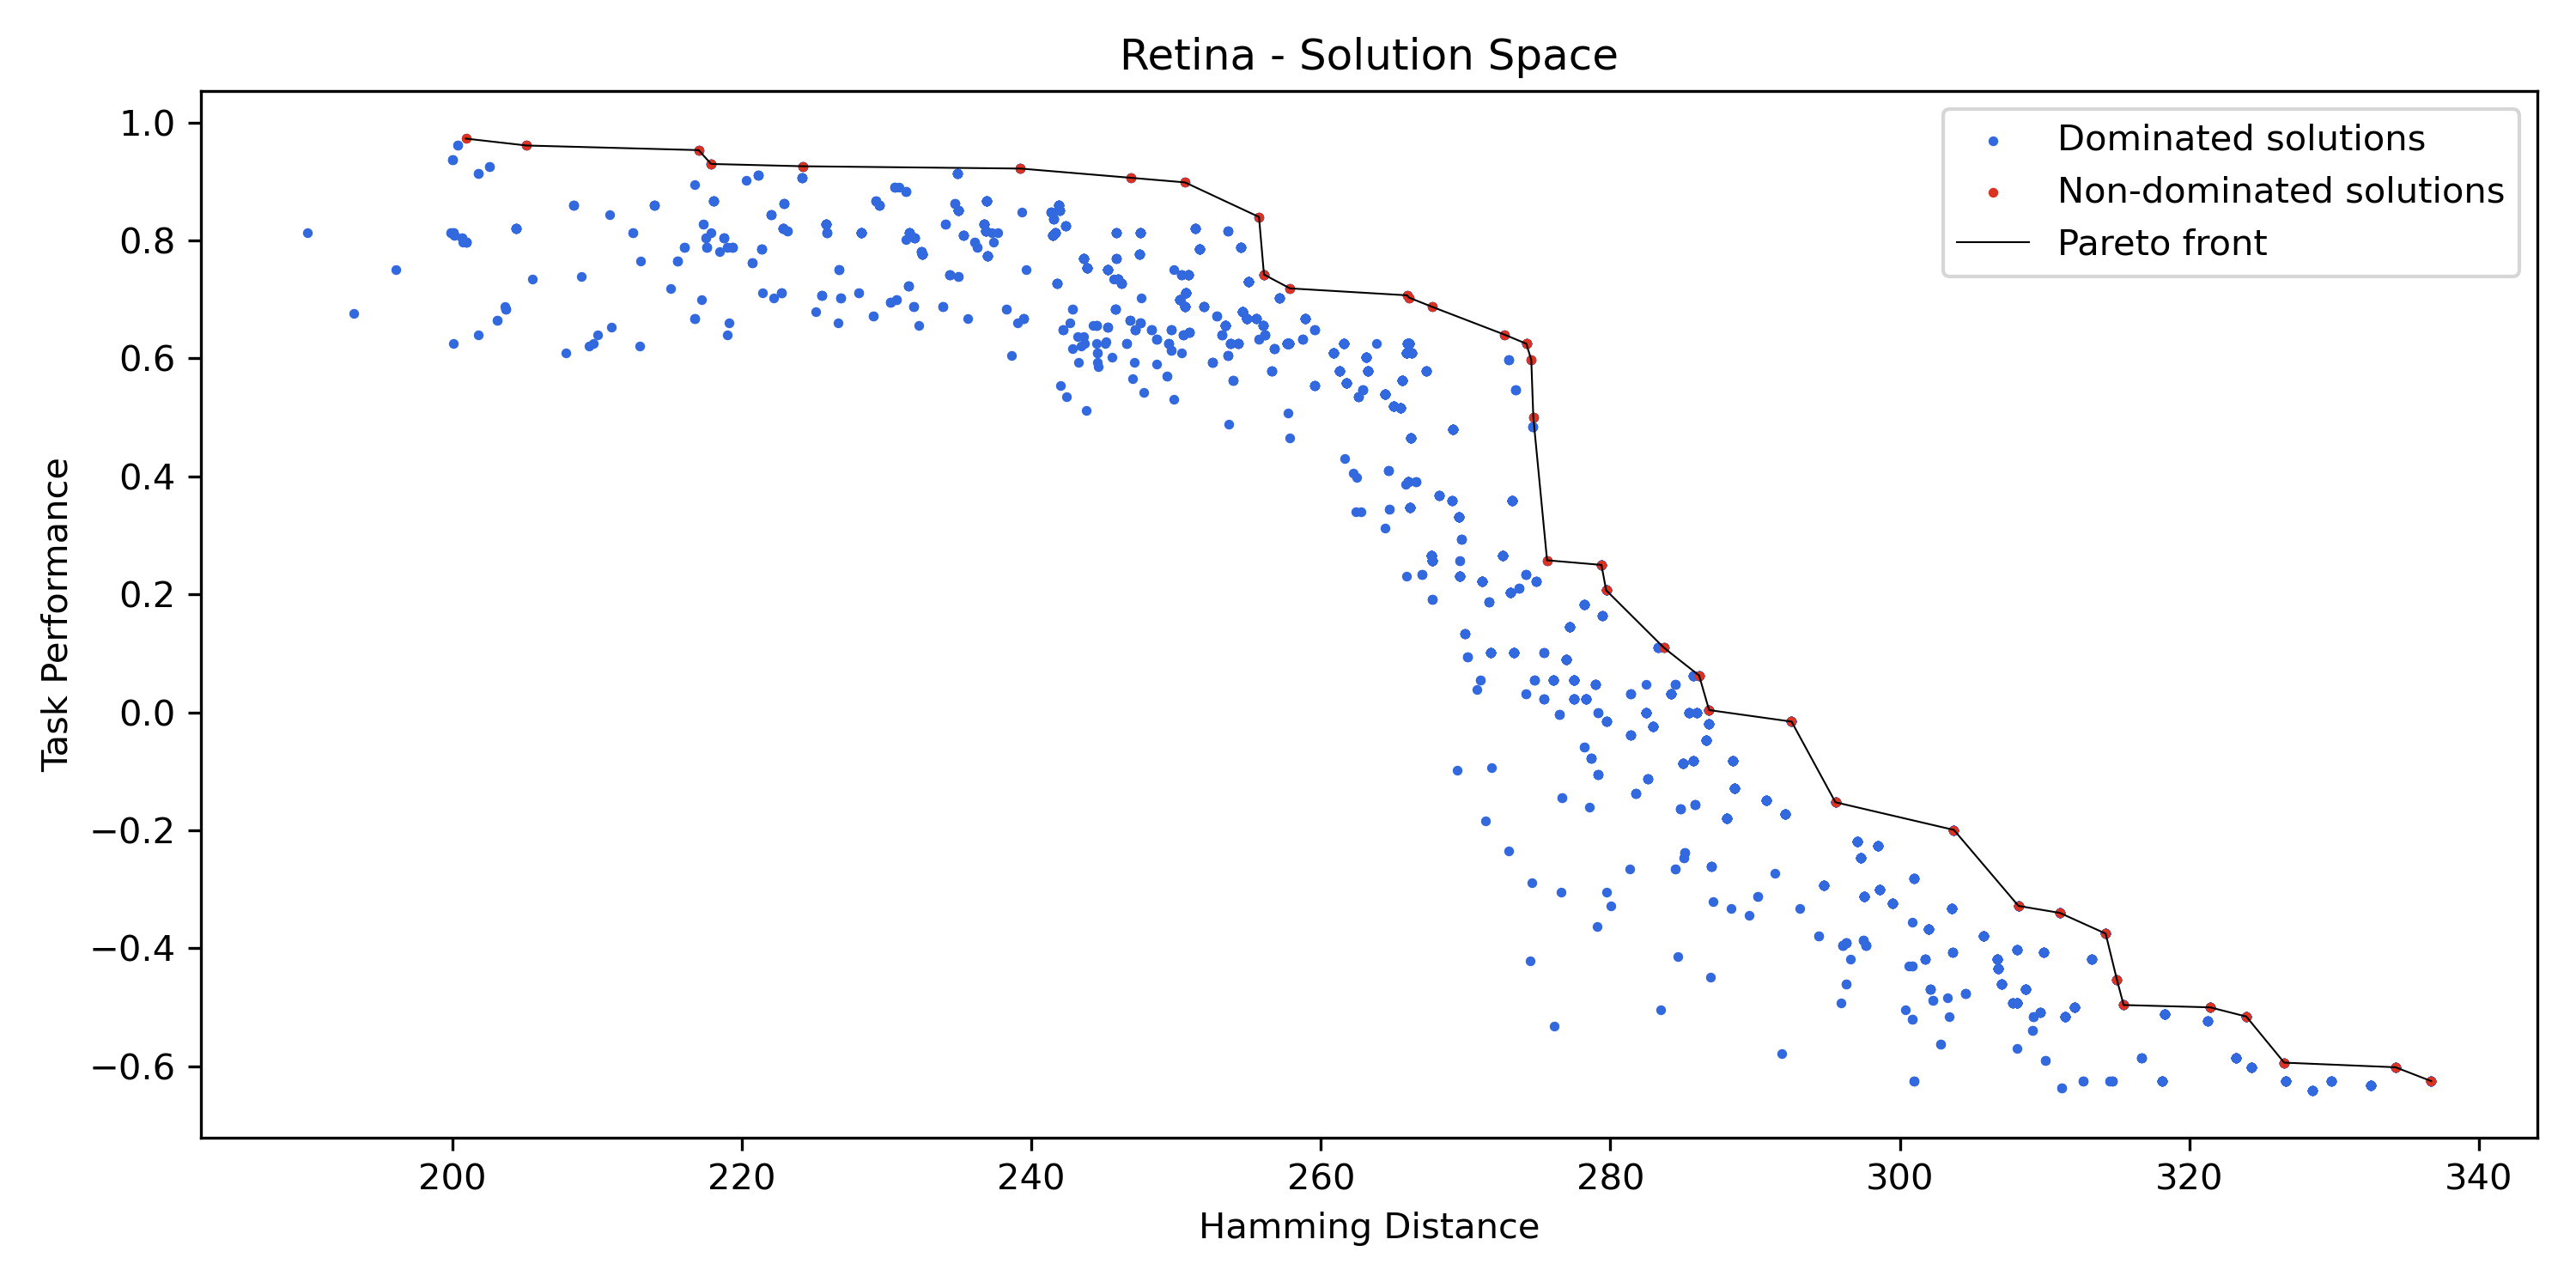 Retina - Solution Space
Dominated solutions
Non-dominated solutions
Pareto front
Task Performance
1.0
0.8
0.6
0.4
0.2
0.0
−0.2
−0.4
−0.6
200 220 240 260 280 300 320 340
Hamming Distance